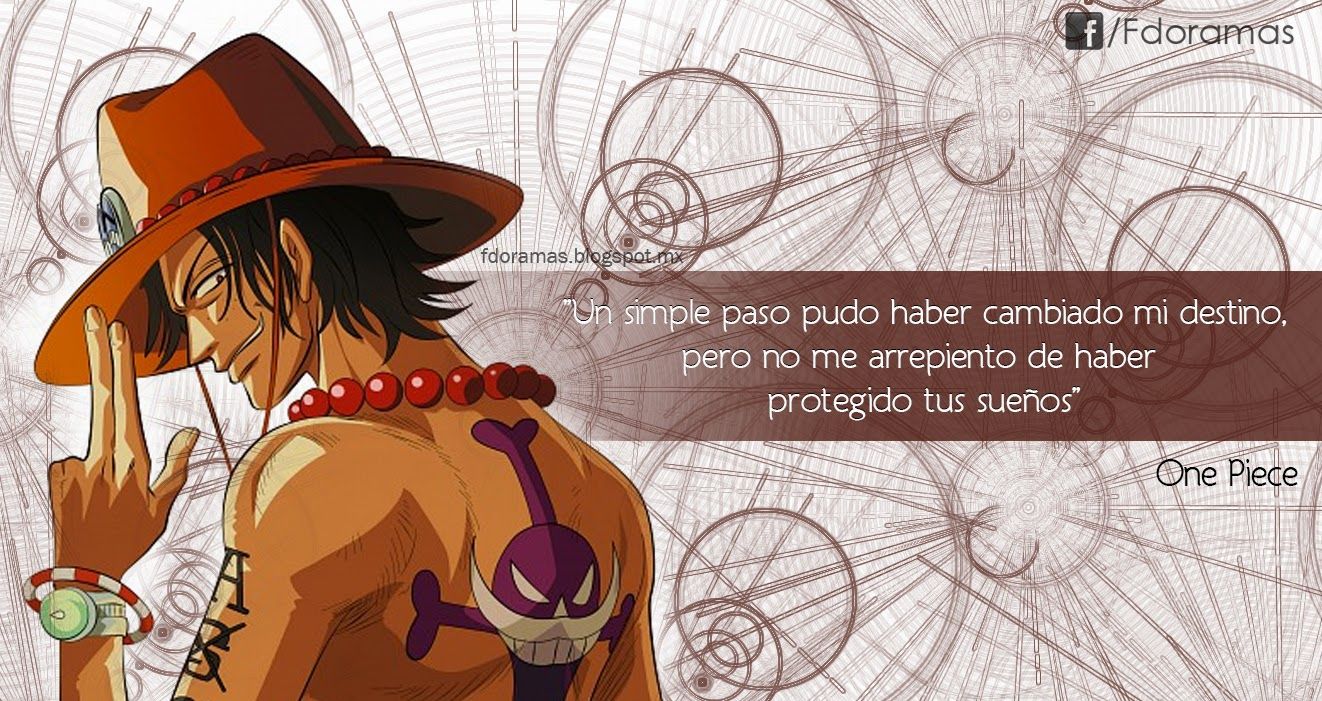 f/Fdoramas
fdoramas.blogspot.mx
"Un simple paso pudo haber cambiado mi destino,
pero no me arrepiento de haber
protegido tus sueños"
One Piece
A
S